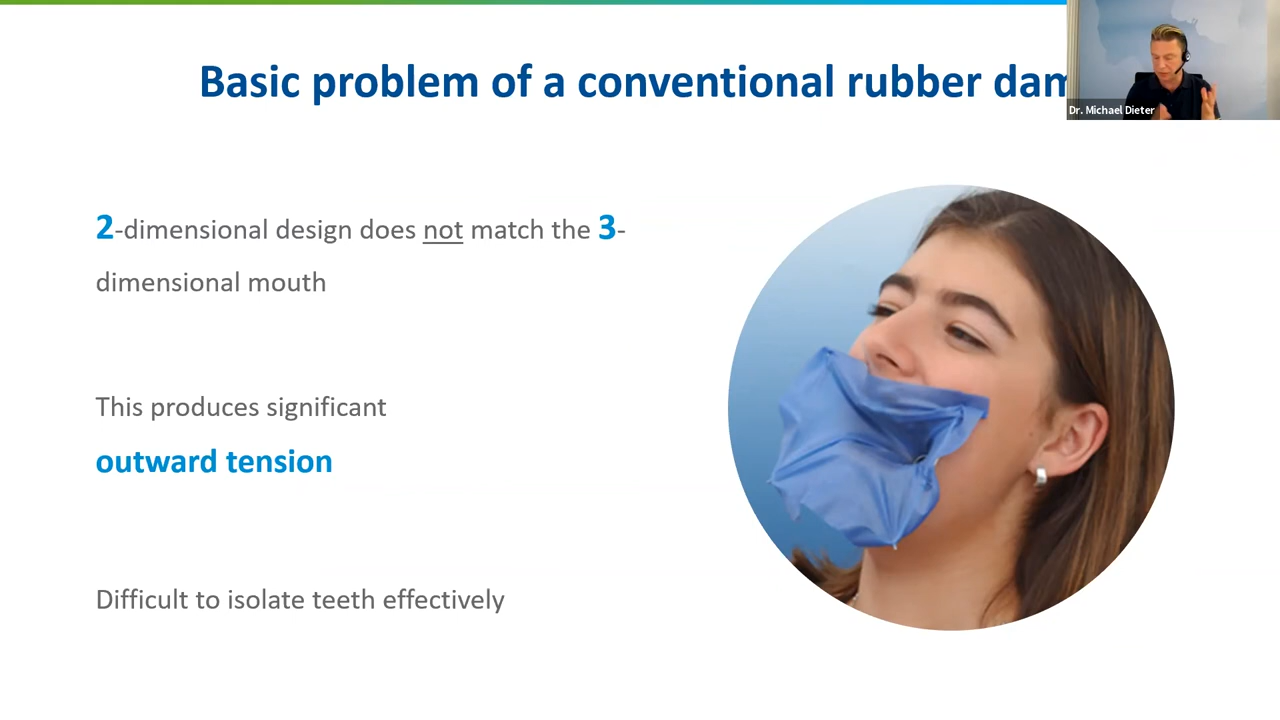 Basic problem of a conventional rubber dam
Dr. Michael Dieter
2-dimensional design does not match the 3-
dimensional mouth
This produces significant
outward tension
Difficult to isolate teeth effectively